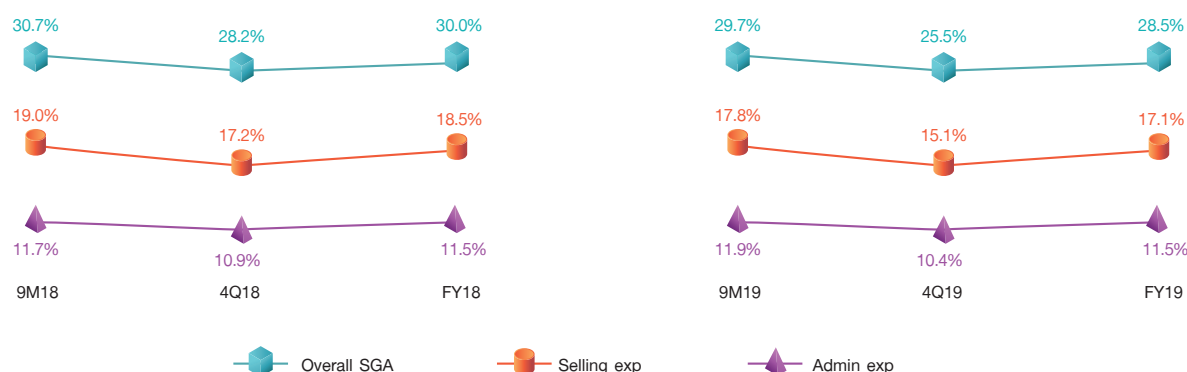 30.7% 28.2% 30.0%
19.0% 17.2% 18.5%
11.7% 10.9% 11.5%
9M18 4Q18 FY18
29.7% 25.5% 28.5%
17.8% 15.1% 17.1%
11.9% 10.4% 11.5%
9M19 4Q19 FY19
Overall SGA Selling exp Admin exp